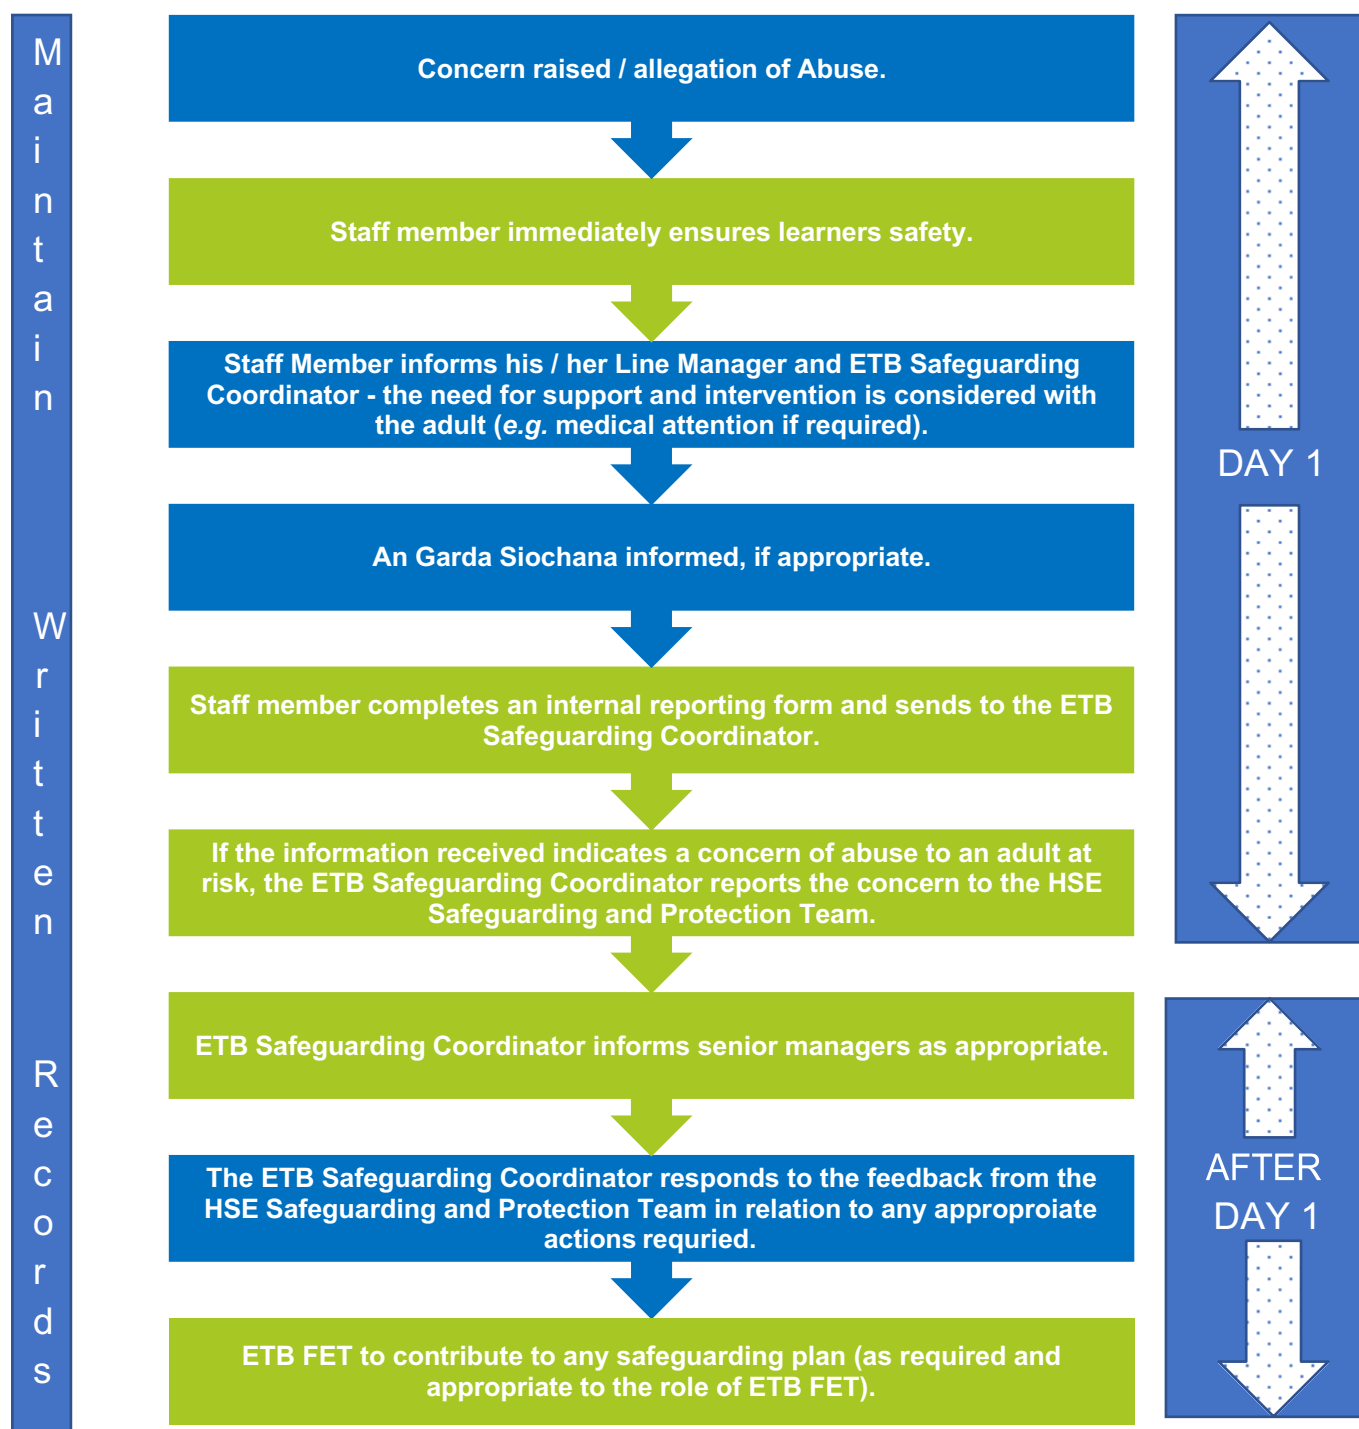 Maintain
Written
Records
Concern raised / allegation of Abuse.
Staff member immediately ensures learners safety.
Staff Member informs his / her Line Manager and ETB Safeguarding
Coordinator - the need for support and intervention is considered with
the adult (e.g. medical attention if required).
An Garda Siochana informed, if appropriate.
Staff member completes an internal reporting form and sends to the ETB
Safeguarding Coordinator.
If the information received indicates a concern of abuse to an adult at
risk, the ETB Safeguarding Coordinator reports the concern to the HSE
Safeguarding and Protection Team.
ETB Safeguarding Coordinator informs senior managers as appropriate.
The ETB Safeguarding Coordinator responds to the feedback from the
HSE Safeguarding and Protection Team in relation to any approproiate
actions requried.
ETB FET to contribute to any safeguarding plan (as required and
appropriate to the role of ETB FET).
DAY 1
AFTER
DAY 1